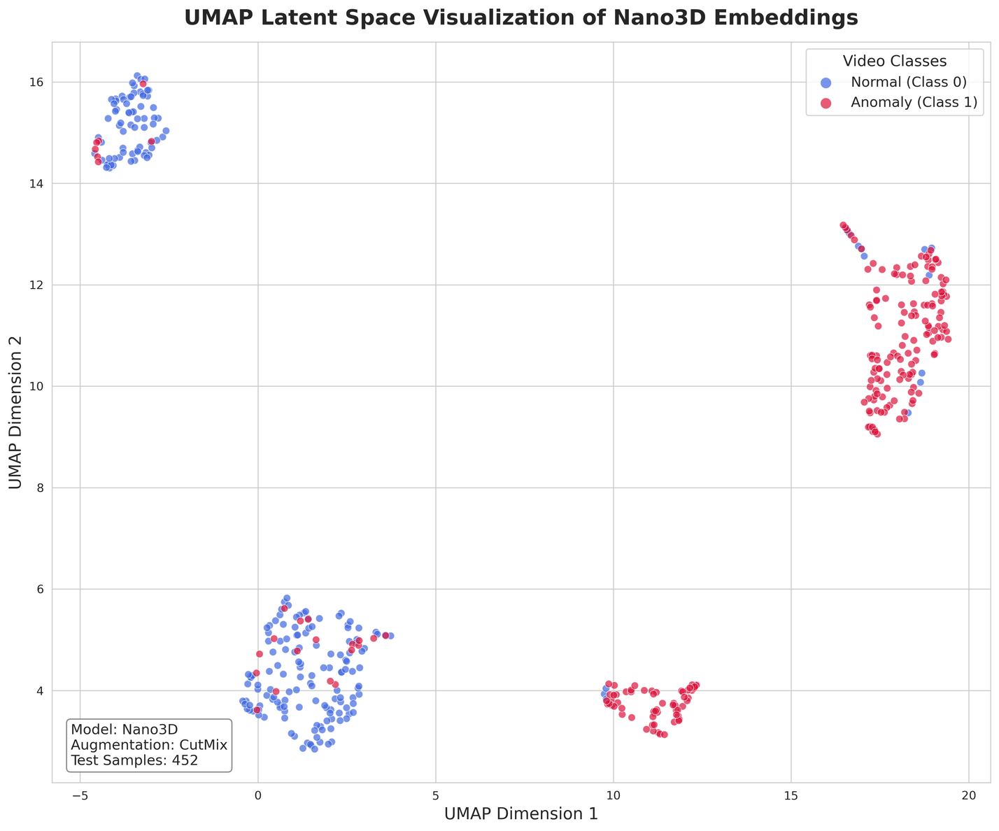 UMAP Latent Space Visualization of Nano3D Embeddings
Video Classes
Normal (Class 0)
Anomaly (Class 1)
UMAP Dimension 2
16
14
12
10
8
6
4
Model: Nano3D
Augmentation: CutMix
Test Samples: 452
−5
0
5
10
15
20
UMAP Dimension 1